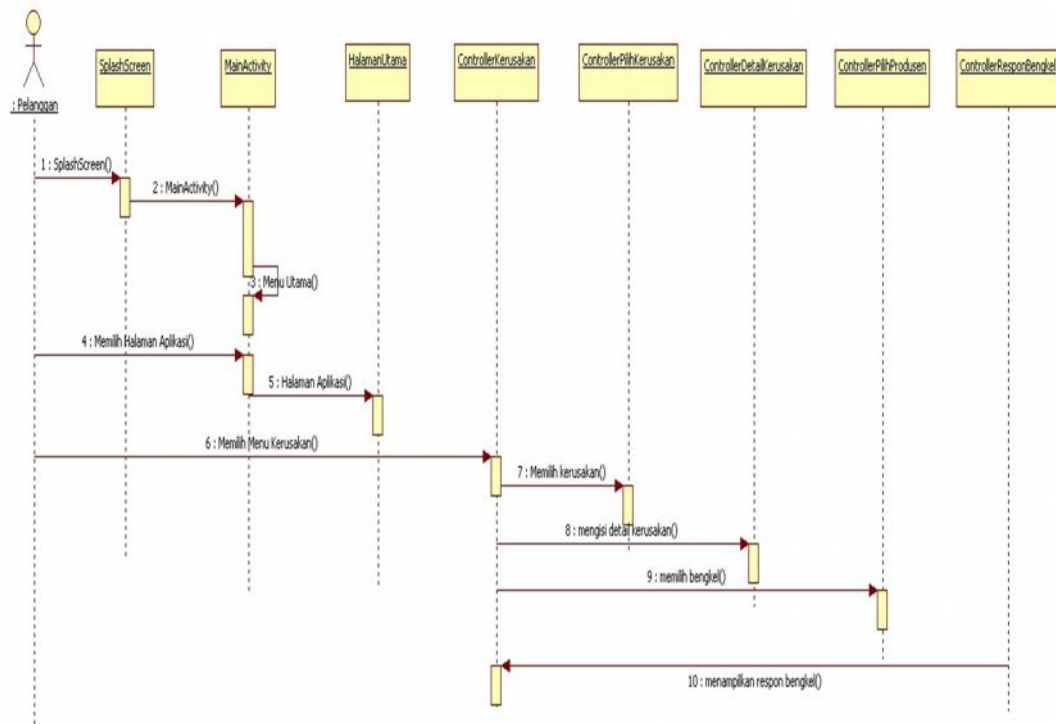 : Pelanggan
SplashScreen
MainActivity
HalamanUtama
ControllerKerusakan
ControllerPilihKerusakan
ControllerDetailKerusakan
ControllerPilihProdusen
ControllerResponBengkel
1 : SplashScreen()
2 : MainActivity()
3 : Menu Utama()
4 : Memilih Halaman Aplikasi()
5 : Halaman Aplikasi()
6 : Memilih Menu Kerusakan()
7 : Memilih kerusakan()
8 : mengisi detail kerusakan()
9 : memilih bengkel()
10 : menampilkan respon bengkel()